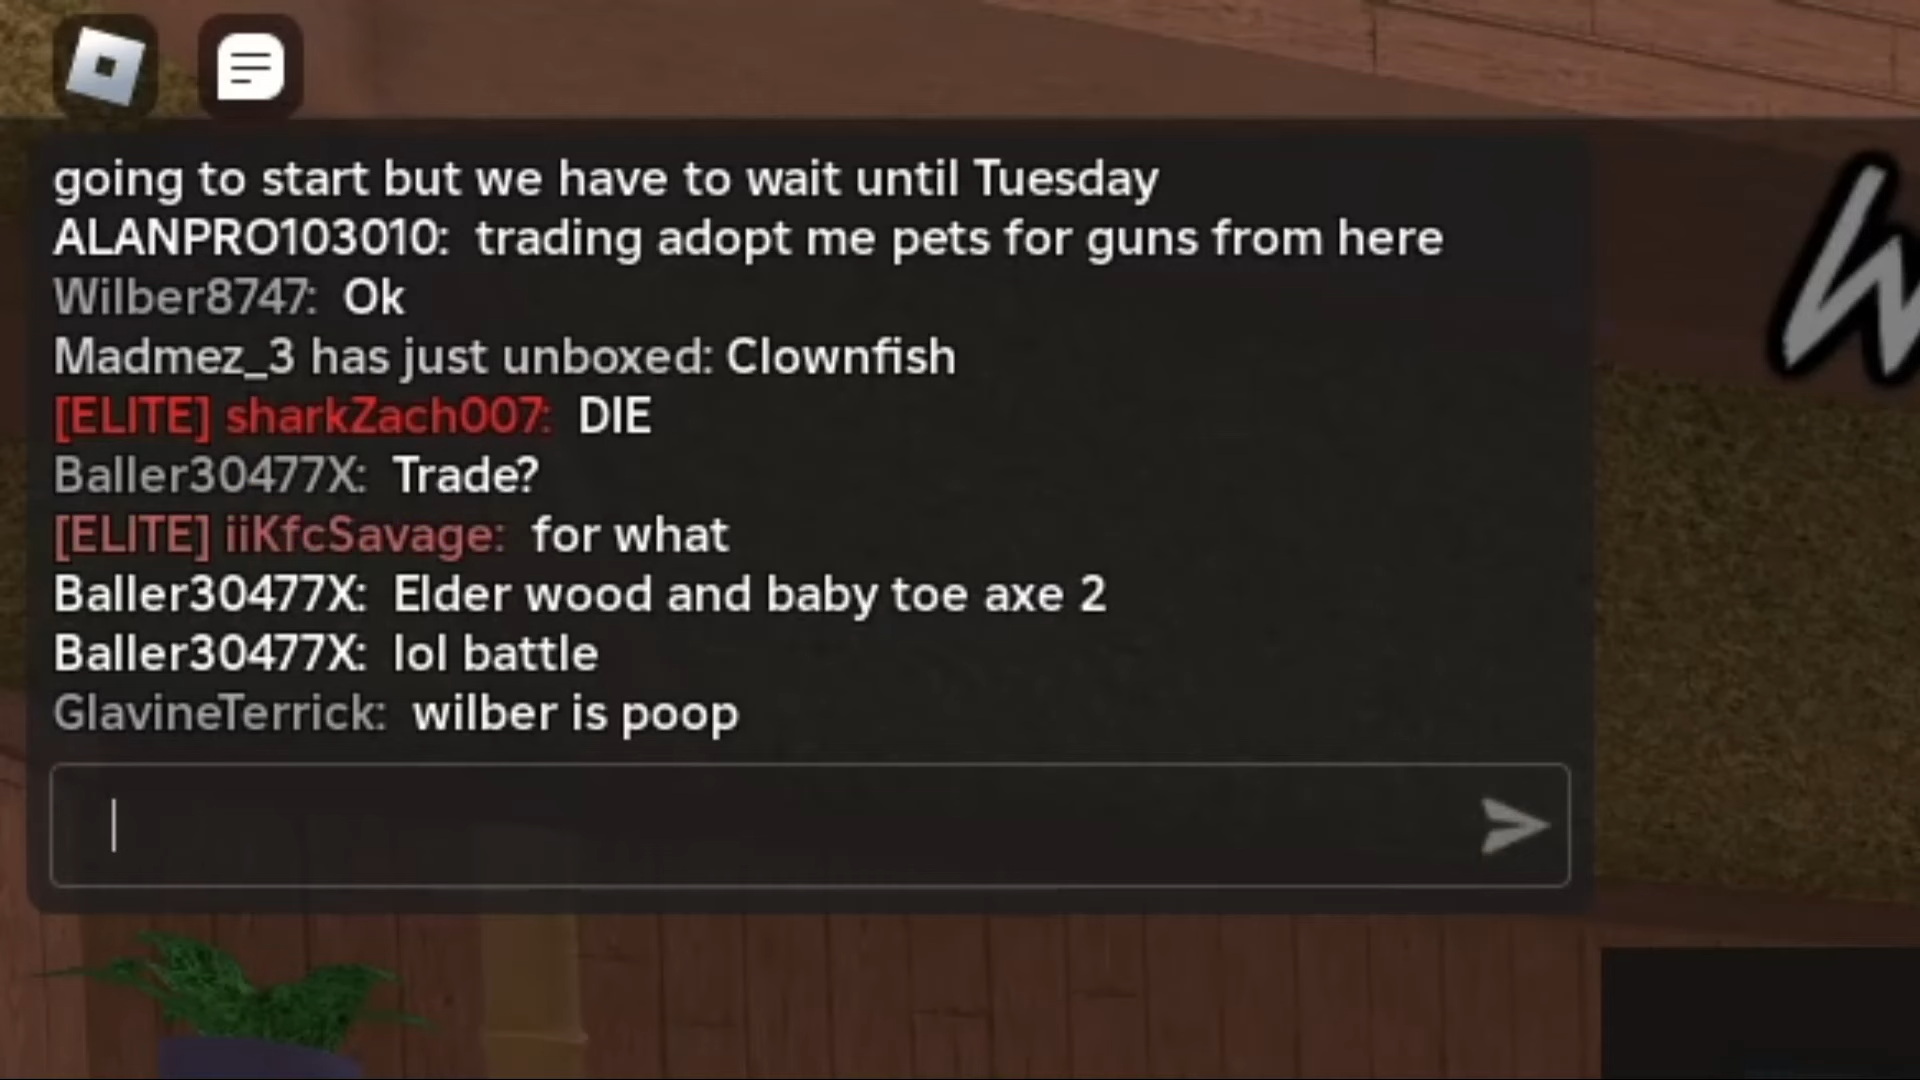 going to start but we have to wait until Tuesday
ALANPRO103010: trading adopt me pets for guns from here
Wilber8747: Ok
Madmez_3 has just unboxed: Clownfish
[ELITE] sharkZach007: DIE
Baller30477X: Trade?
[ELITE] iiKfcSavage: for what
Baller30477X: Elder wood and baby toe axe 2
Baller30477X: lol battle
GlavineTerrick: wilber is poop